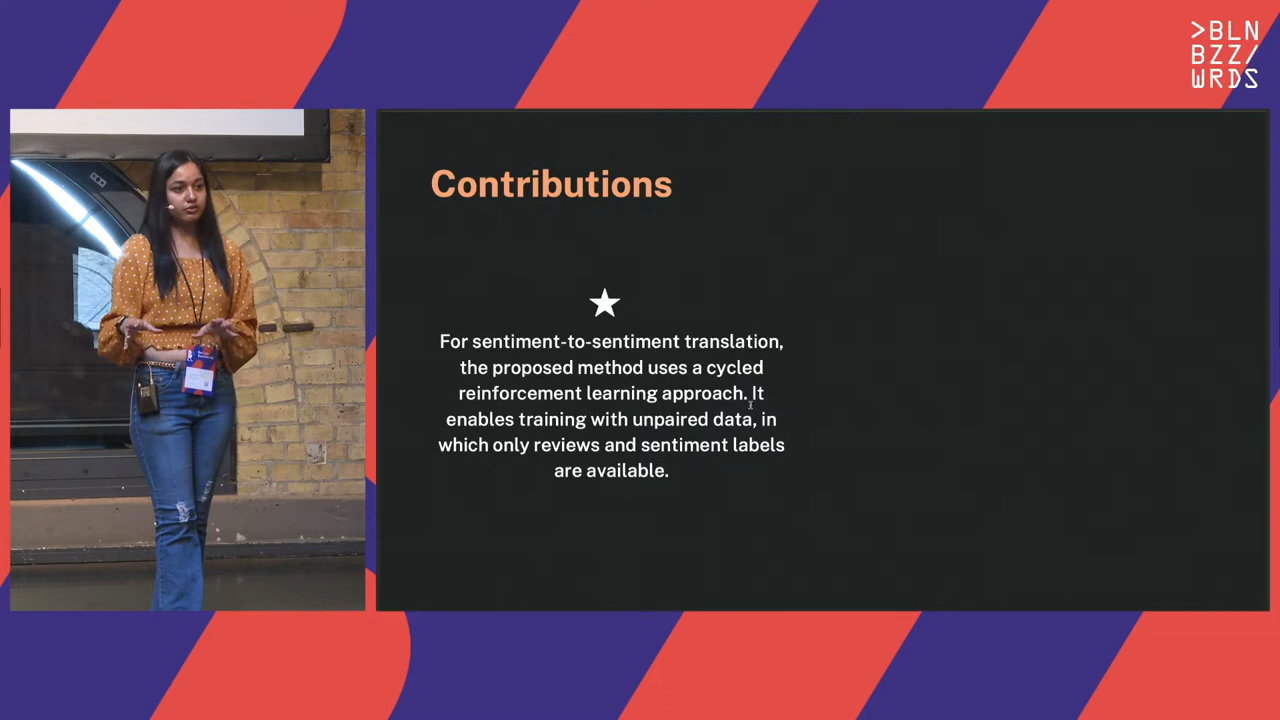 >BLN
BZZ/
WRDS
Contributions
For sentiment-to-sentiment translation,
the proposed method uses a cycled
reinforcement learning approach. It
enables training with unpaired data, in
which only reviews and sentiment labels
are available.